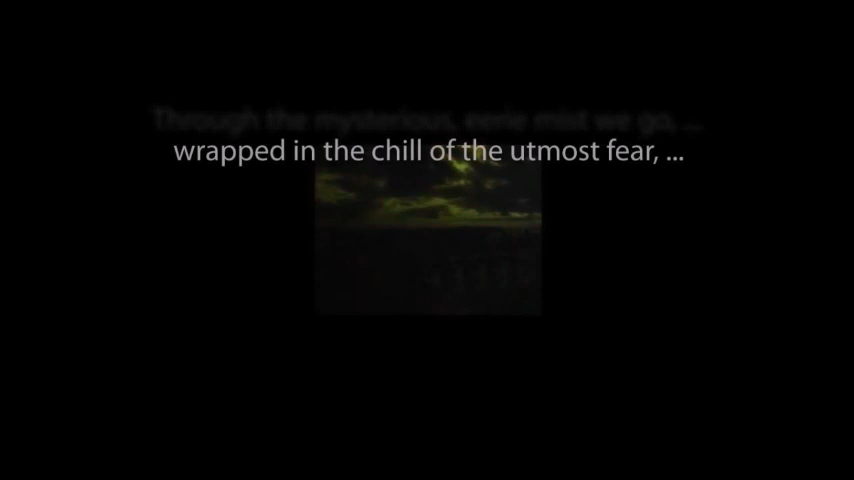 Through the mysterious, eerie mist we go, ...
wrapped in the chill of the utmost fear, ...